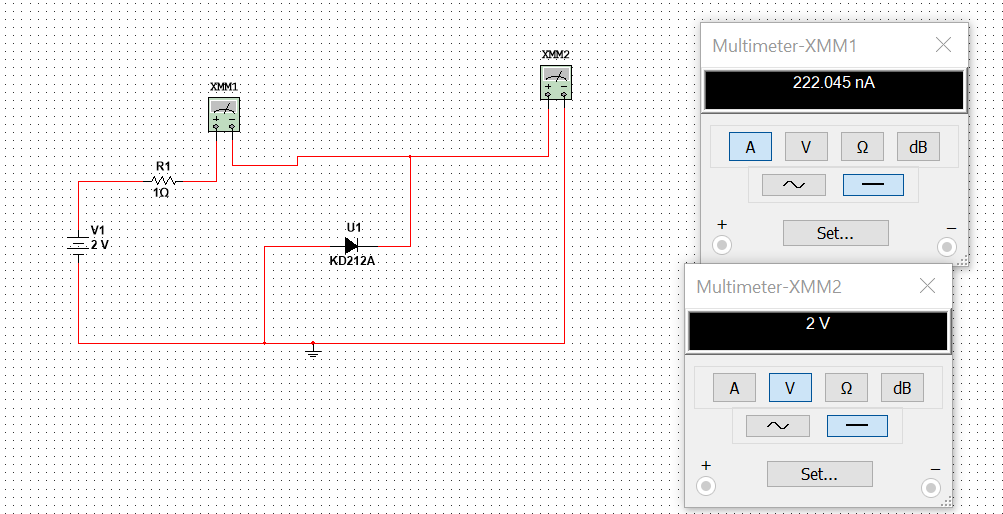 XMM1
XMM2
R1
1Ω
V1
2 V
U1
KD212A
Multimeter-XMM1
222.045 nA
A V Ω dB
+ Set... −
Multimeter-XMM2
2 V
A V Ω dB
+ Set... −